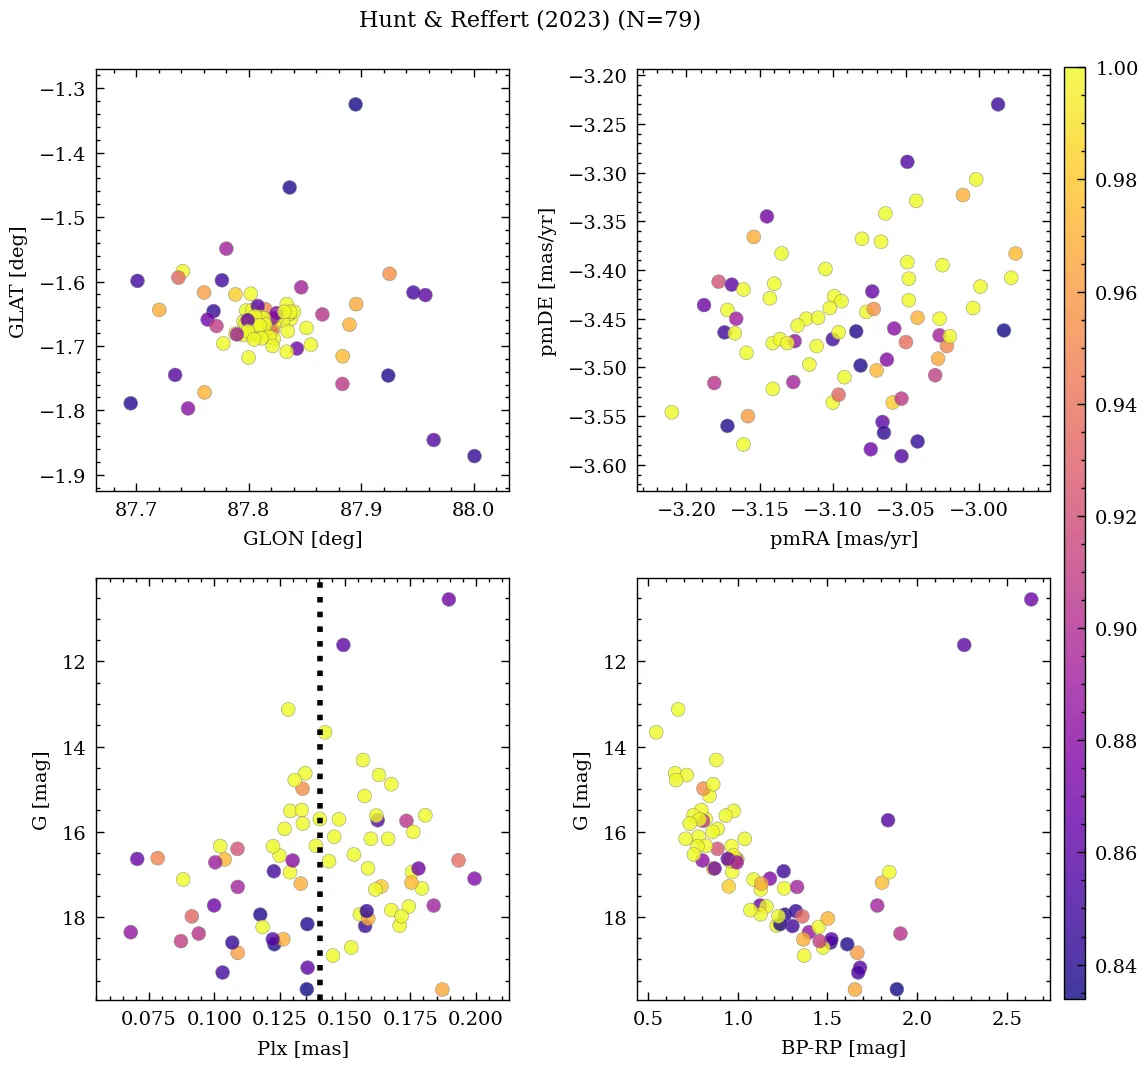 Hunt & Reffert (2023) (N=79)
−1.3
−1.4
−1.5
−1.6
−1.7
−1.8
−1.9
GLAT [deg]
87.7 87.8 87.9 88.0
GLON [deg]
−3.20
−3.25
−3.30
−3.35
−3.40
−3.45
−3.50
−3.55
−3.60
pmDE [mas/yr]
−3.20 −3.15 −3.10 −3.05 −3.00
pmRA [mas/yr]
12
14
16
18
G [mag]
0.075 0.100 0.125 0.150 0.175 0.200
Plx [mas]
12
14
16
18
G [mag]
0.5 1.0 1.5 2.0 2.5
BP-RP [mag]
1.00
0.98
0.96
0.94
0.92
0.90
0.88
0.86
0.84